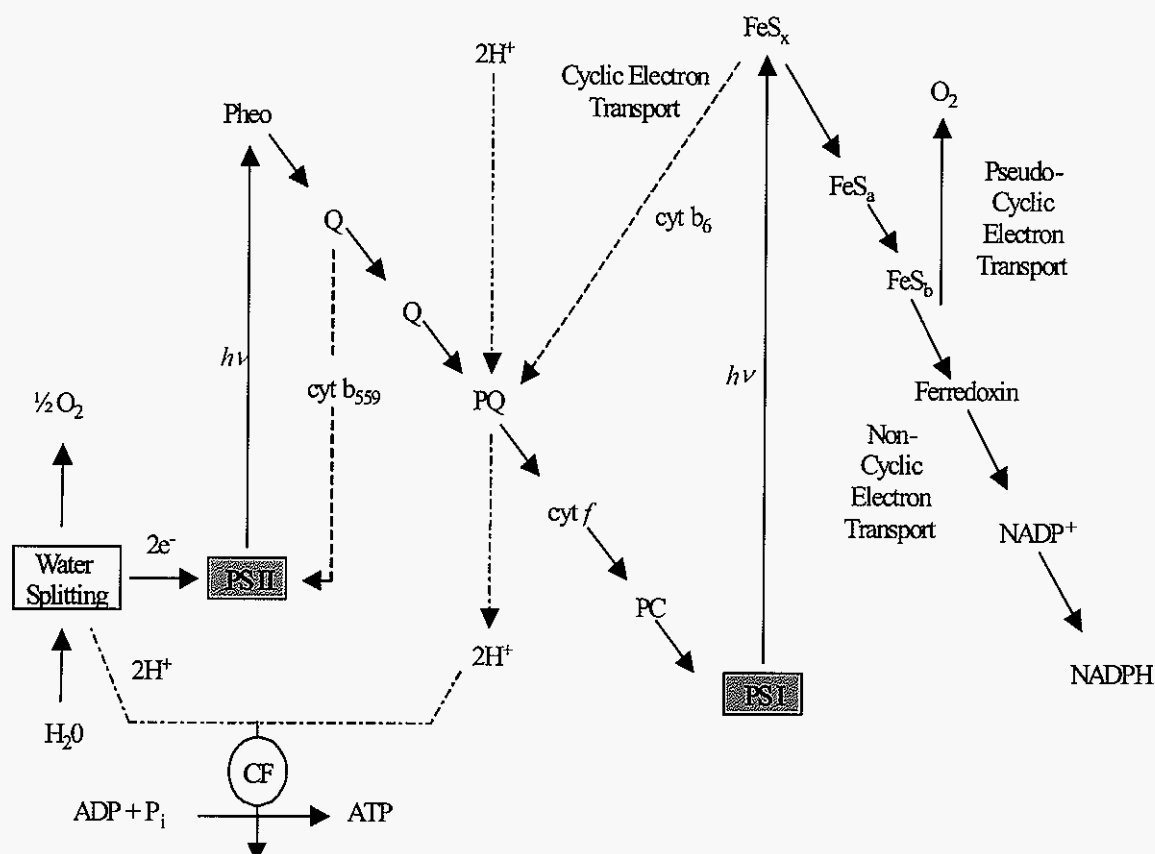 FeSₓ
2H⁺
Cyclic Electron
Transport
O₂
Pheo
Pseudo-
Cyclic
Electron
Transport
FeSₐ
Q
cyt b₆
FeS_b
Q
hν
cyt b₅₅₉
hν
½ O₂
PQ
Ferredoxin
Non-
Cyclic
Electron
Transport
cyt f
NADP⁺
2e⁻
Water
Splitting
PS II
PC
2H⁺
2H⁺
PS I
NADPH
H₂0
CF
ADP + Pᵢ
ATP